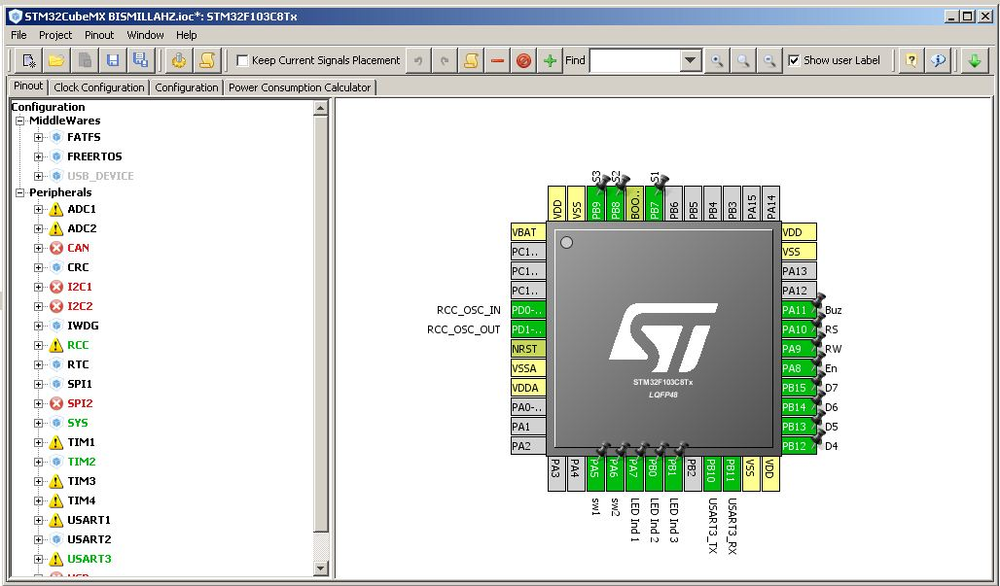 STM32CubeMX BISMILLAHZ.ioc*: STM32F103C8Tx
File Project Pinout Window Help
Keep Current Signals Placement Find Show user Label
Pinout Clock Configuration Configuration Power Consumption Calculator
Configuration
MiddleWares
FATFS
FREERTOS
USB_DEVICE
Peripherals
ADC1
ADC2
CAN
CRC
I2C1
I2C2
IWDG
RCC
RTC
SPI1
SPI2
SYS
TIM1
TIM2
TIM3
TIM4
USART1
USART2
USART3
S3 S2 S1
VDD VSS PB9 PB8 BOO.. PB7 PB6 PB5 PB4 PB3 PA15 PA14
VBAT
PC1..
PC1..
PC1..
RCC_OSC_IN PD0-..
RCC_OSC_OUT PD1-..
NRST
VSSA
VDDA
PA0-..
PA1
PA2
ST
STM32F103C8Tx
LQFP48
VDD
VSS
PA13
PA12
PA11 Buz
PA10 RS
PA9 RW
PA8 En
PB15 D7
PB14 D6
PB13 D5
PB12 D4
PA3 PA4 PA5 PA6 PA7 PB0 PB1 PB2 PB10 PB11 VSS VDD
sw1 sw2 LED Ind 1 LED Ind 2 LED Ind 3 USART3_TX USART3_RX